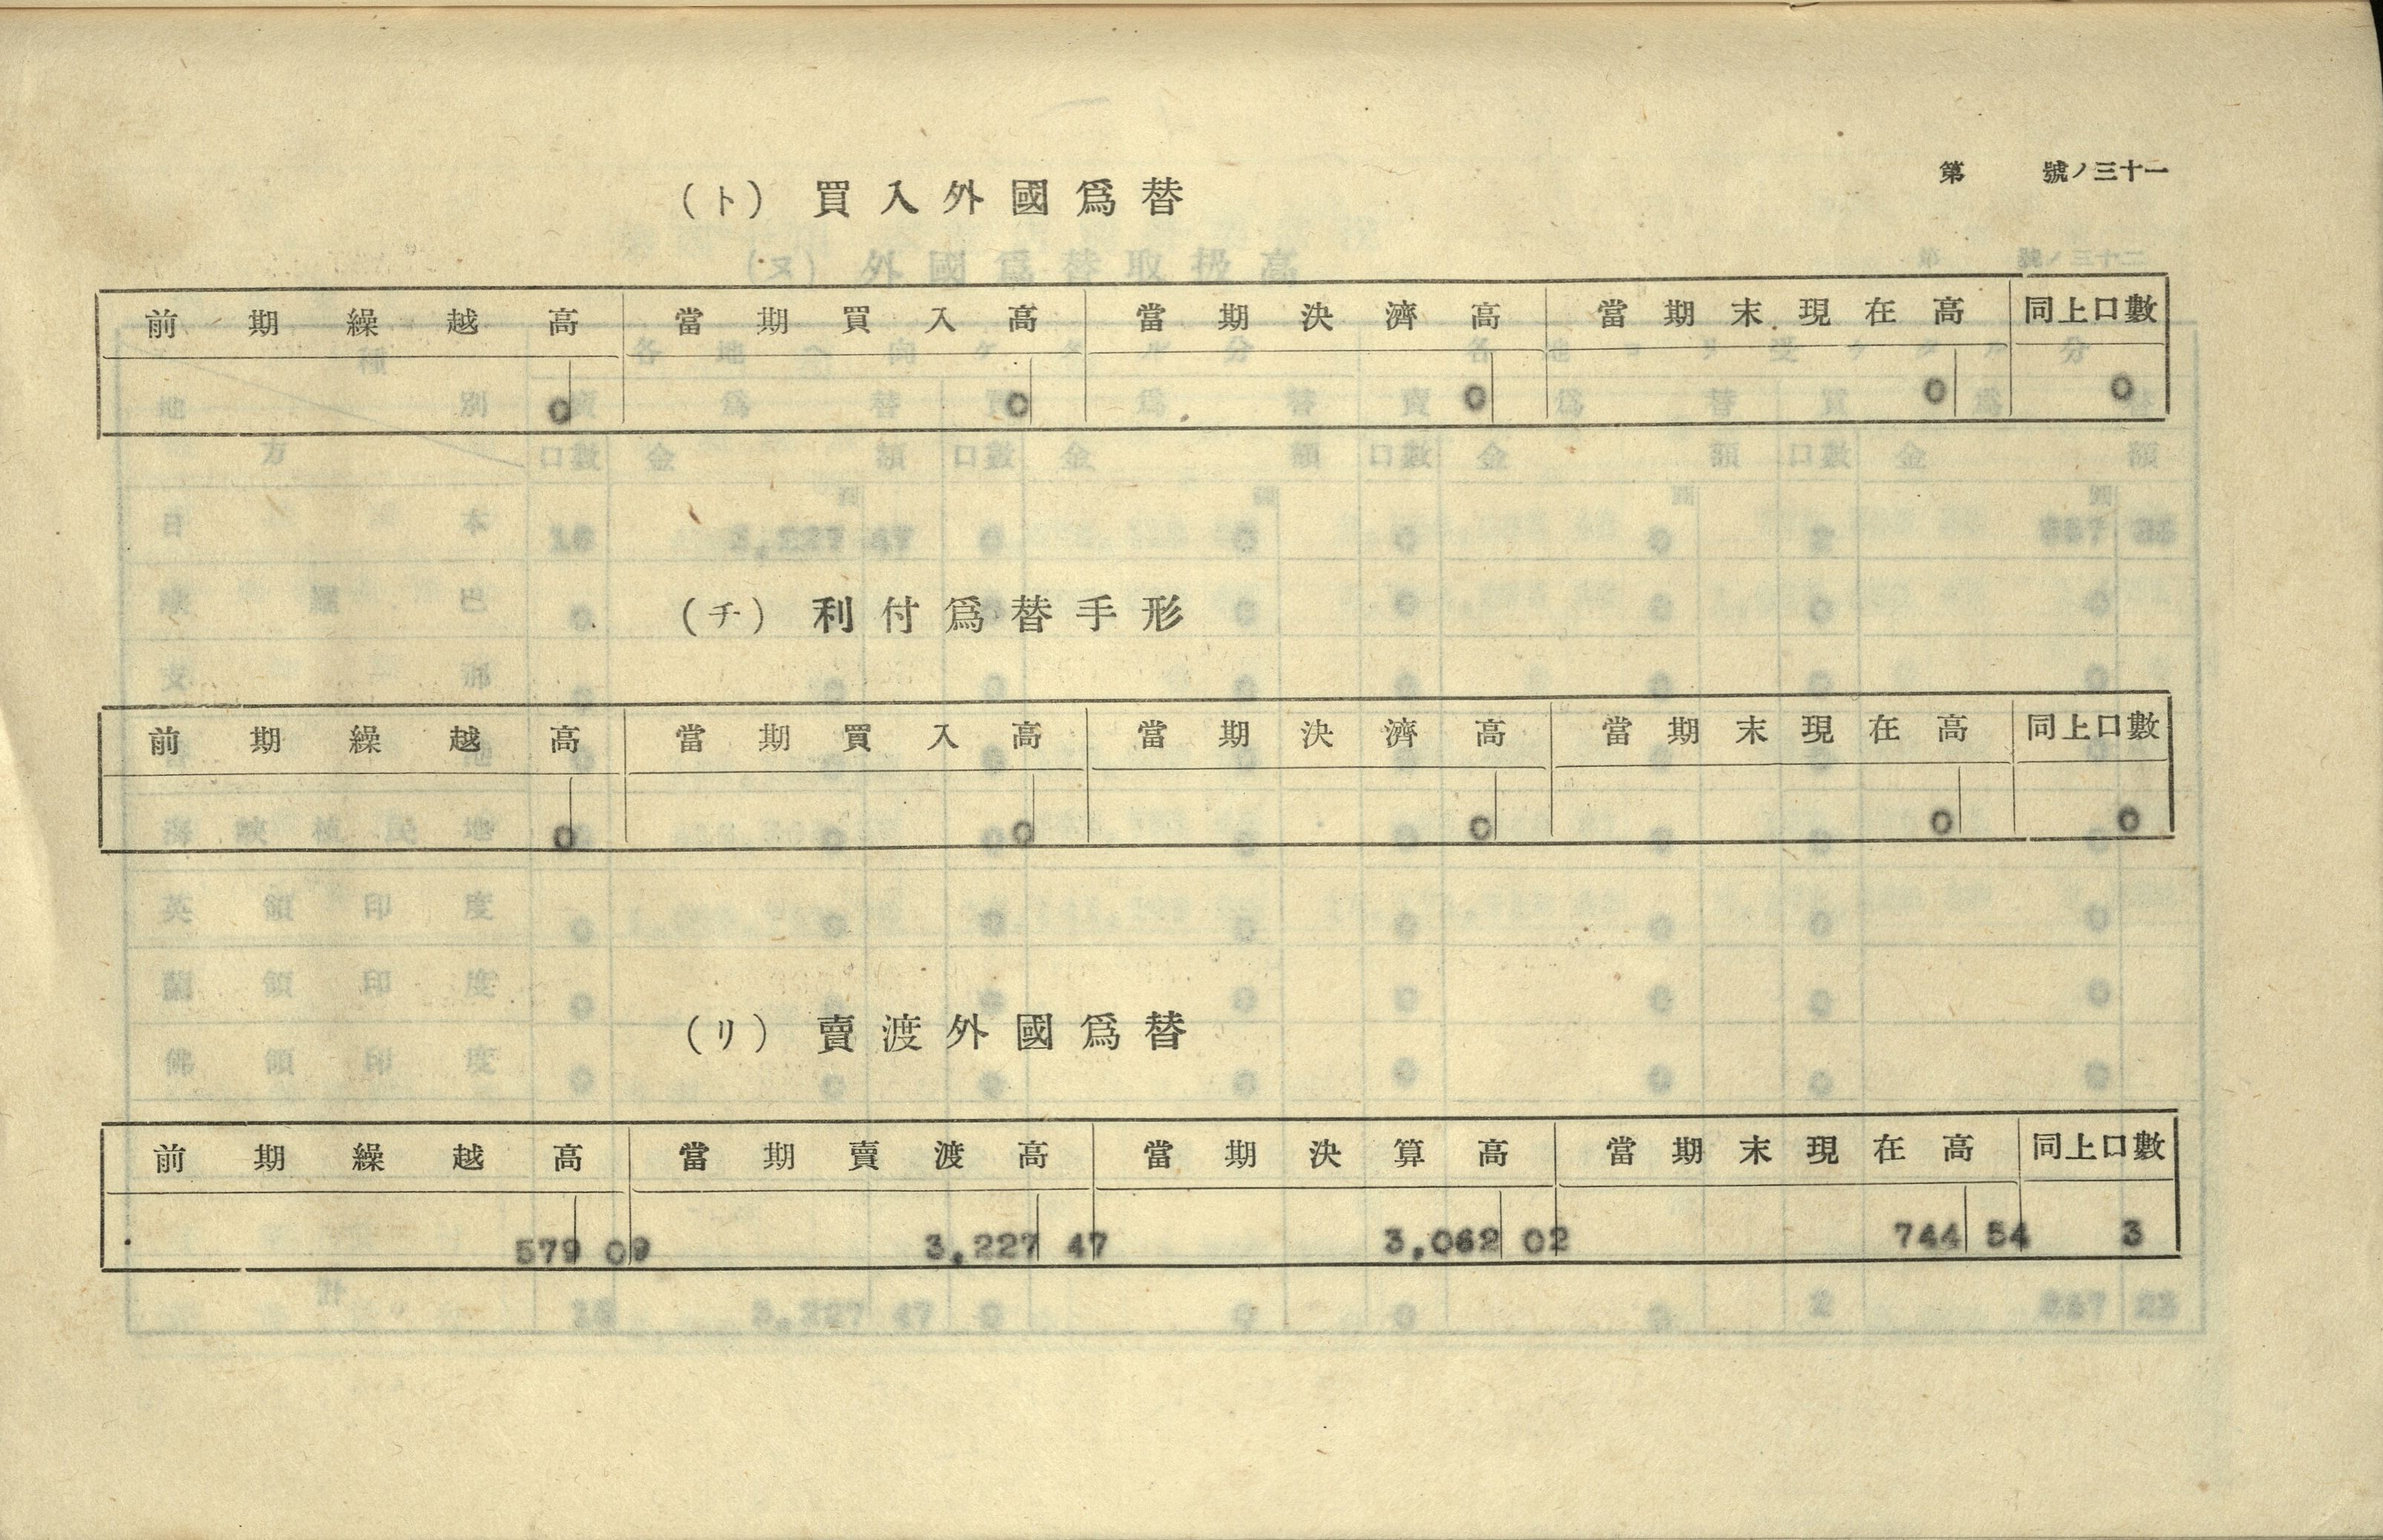 第 號ノ三十一
（ト）買入外國爲替
前期繰越高 當期買入高 當期決濟高 當期末現在高 同上口數
0 0 0 0 0
（チ）利付爲替手形
前期繰越高 當期買入高 當期決濟高 當期末現在高 同上口數
0 0 0 0 0
（リ）賣渡外國爲替
前期繰越高 當期賣渡高 當期決算高 當期末現在高 同上口數
579 09 3,227 47 3,062 02 744 54 3